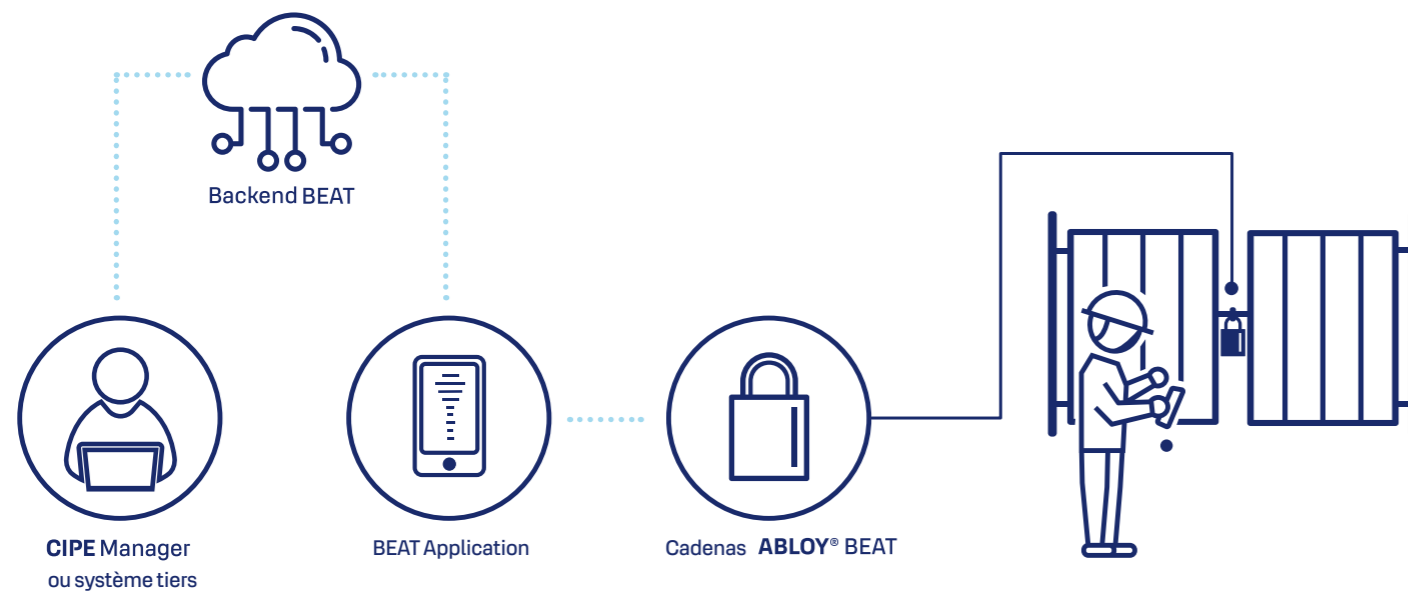 Backend BEAT
CIPE Manager
ou système tiers
BEAT Application
Cadenas ABLOY® BEAT